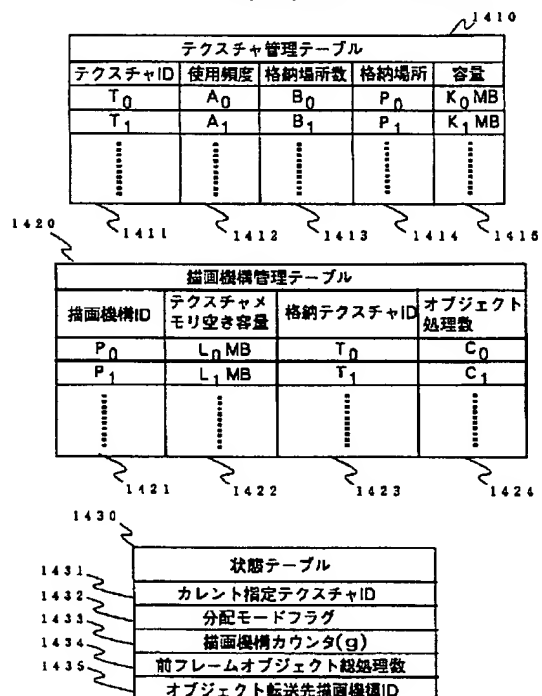 1410
テクスチャ管理テーブル
テクスチャID 使用頻度 格納場所数 格納場所 容量
T0 A0 B0 P0 K0 MB
T1 A1 B1 P1 K1 MB
1411 1412 1413 1414 1415
1420
描画機構管理テーブル
描画機構ID テクスチャメモリ空き容量 格納テクスチャID オブジェクト処理数
P0 L0 MB T0 C0
P1 L1 MB T1 C1
1421 1422 1423 1424
1430
状態テーブル
1431 カレント指定テクスチャID
1432 分配モードフラグ
1433 描画機構カウンタ(g)
1434 前フレームオブジェクト総処理数
1435 オブジェクト転送先描画機構ID